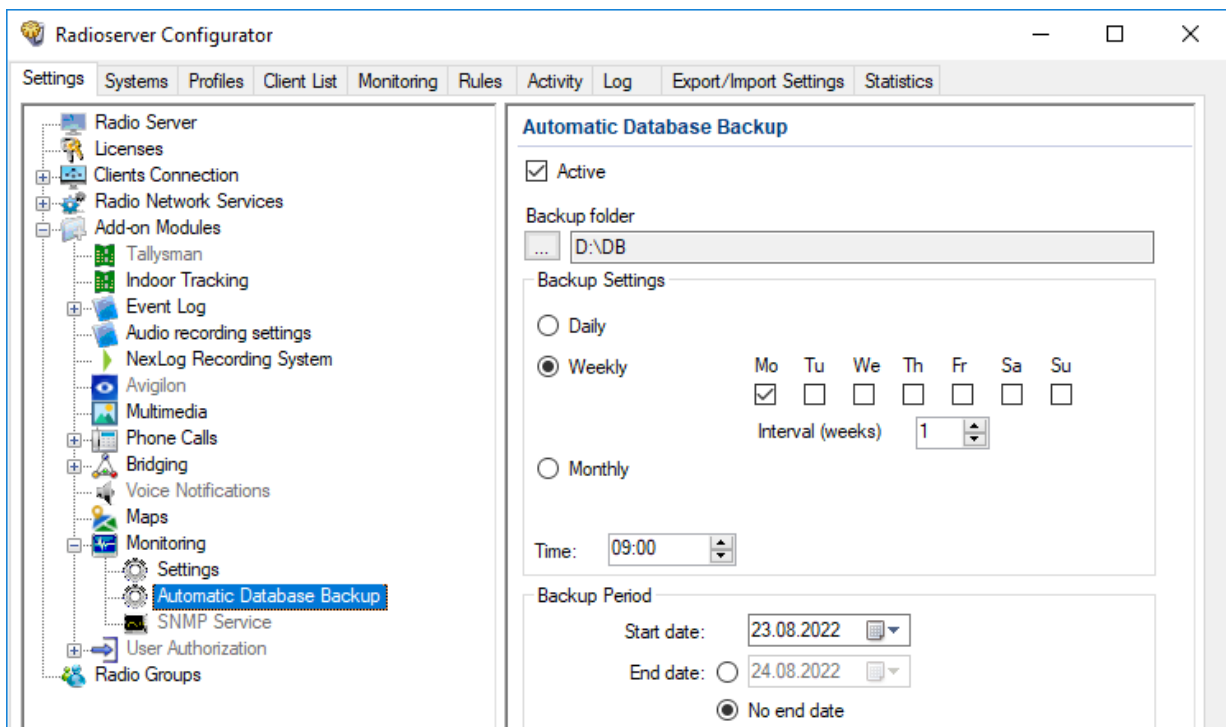 Radioserver Configurator
Settings Systems Profiles Client List Monitoring Rules Activity Log Export/Import Settings Statistics
Radio Server
Licenses
Clients Connection
Radio Network Services
Add-on Modules
Tallysman
Indoor Tracking
Event Log
Audio recording settings
NexLog Recording System
Avigilon
Multimedia
Phone Calls
Bridging
Voice Notifications
Maps
Monitoring
Settings
Automatic Database Backup
SNMP Service
User Authorization
Radio Groups
Automatic Database Backup
Active
Backup folder
... D:\DB
Backup Settings
Daily
Weekly Mo Tu We Th Fr Sa Su
Interval (weeks) 1
Monthly
Time: 09:00
Backup Period
Start date: 23.08.2022
End date: 24.08.2022
No end date